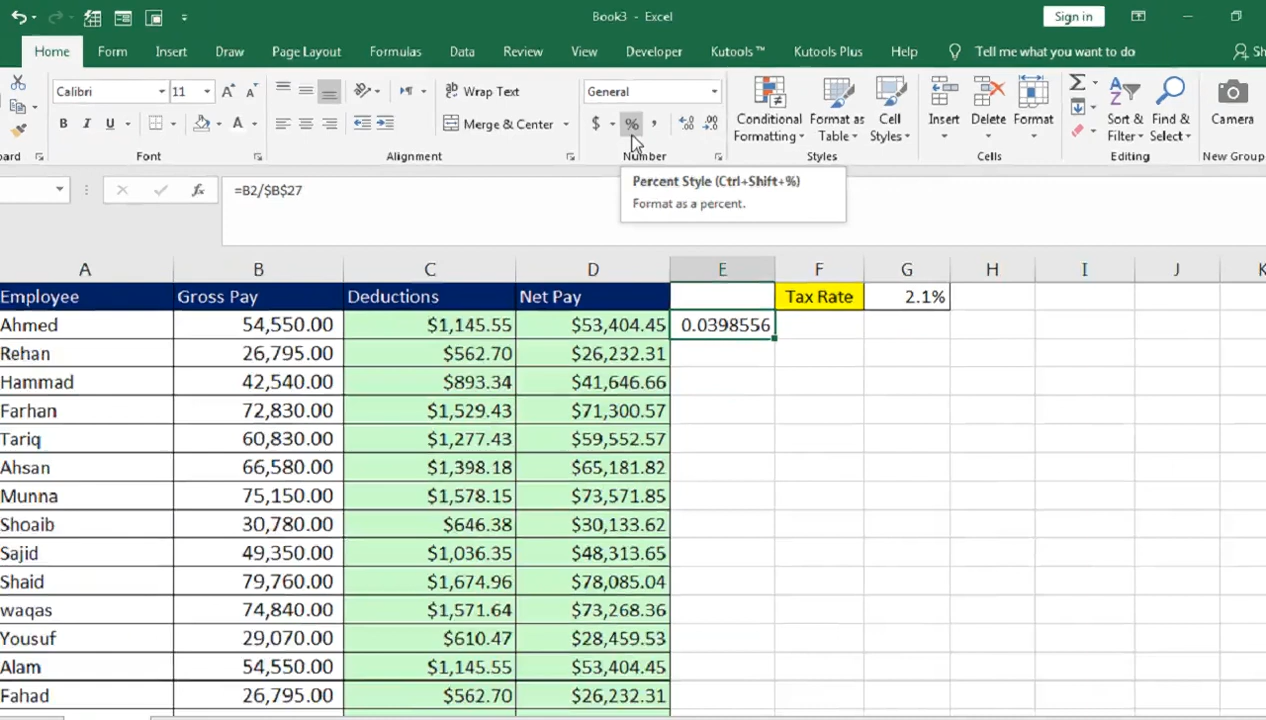 Book3 - Excel
Sign in
Home Form Insert Draw Page Layout Formulas Data Review View Developer Kutools ™ Kutools Plus Help Tell me what you want to do
Calibri 11 Wrap Text General
B I U A Merge & Center $ % ,
Conditional Formatting
Format as Table
Cell Styles
Insert Delete Format
Sort & Filter
Find & Select
Camera
Font Alignment Number Styles Cells Editing New Group
=B2/$B$27
Percent Style (Ctrl+Shift+%)
Format as a percent.
A B C D E F G H I J K
Employee Gross Pay Deductions Net Pay Tax Rate 2.1%
Ahmed 54,550.00 $1,145.55 $53,404.45 0.0398556
Rehan 26,795.00 $562.70 $26,232.31
Hammad 42,540.00 $893.34 $41,646.66
Farhan 72,830.00 $1,529.43 $71,300.57
Tariq 60,830.00 $1,277.43 $59,552.57
Ahsan 66,580.00 $1,398.18 $65,181.82
Munna 75,150.00 $1,578.15 $73,571.85
Shoaib 30,780.00 $646.38 $30,133.62
Sajid 49,350.00 $1,036.35 $48,313.65
Shaid 79,760.00 $1,674.96 $78,085.04
waqas 74,840.00 $1,571.64 $73,268.36
Yousuf 29,070.00 $610.47 $28,459.53
Alam 54,550.00 $1,145.55 $53,404.45
Fahad 26,795.00 $562.70 $26,232.31